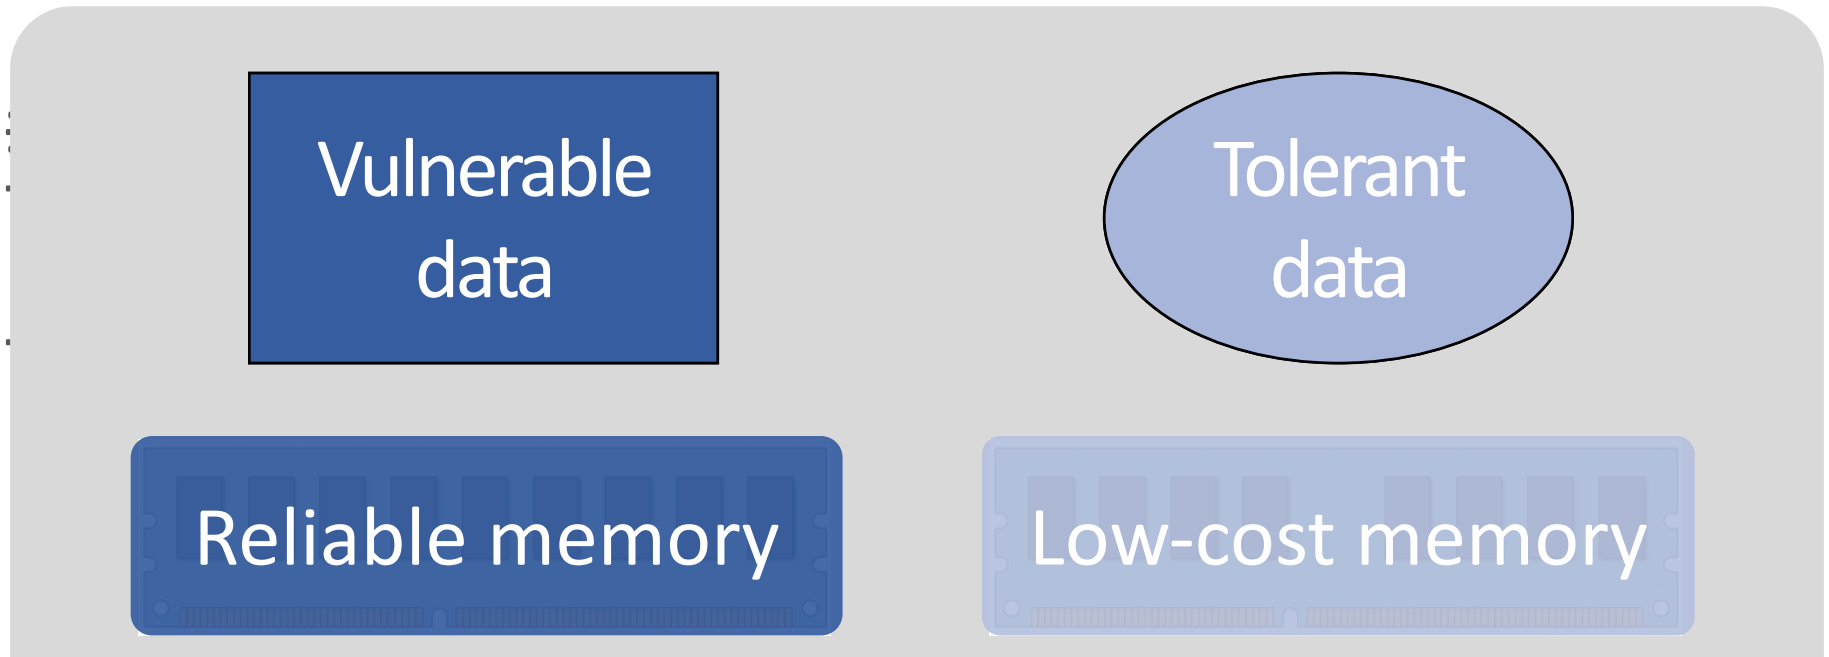 Vulnerable
data
Tolerant
data
Reliable memory
Low-cost memory